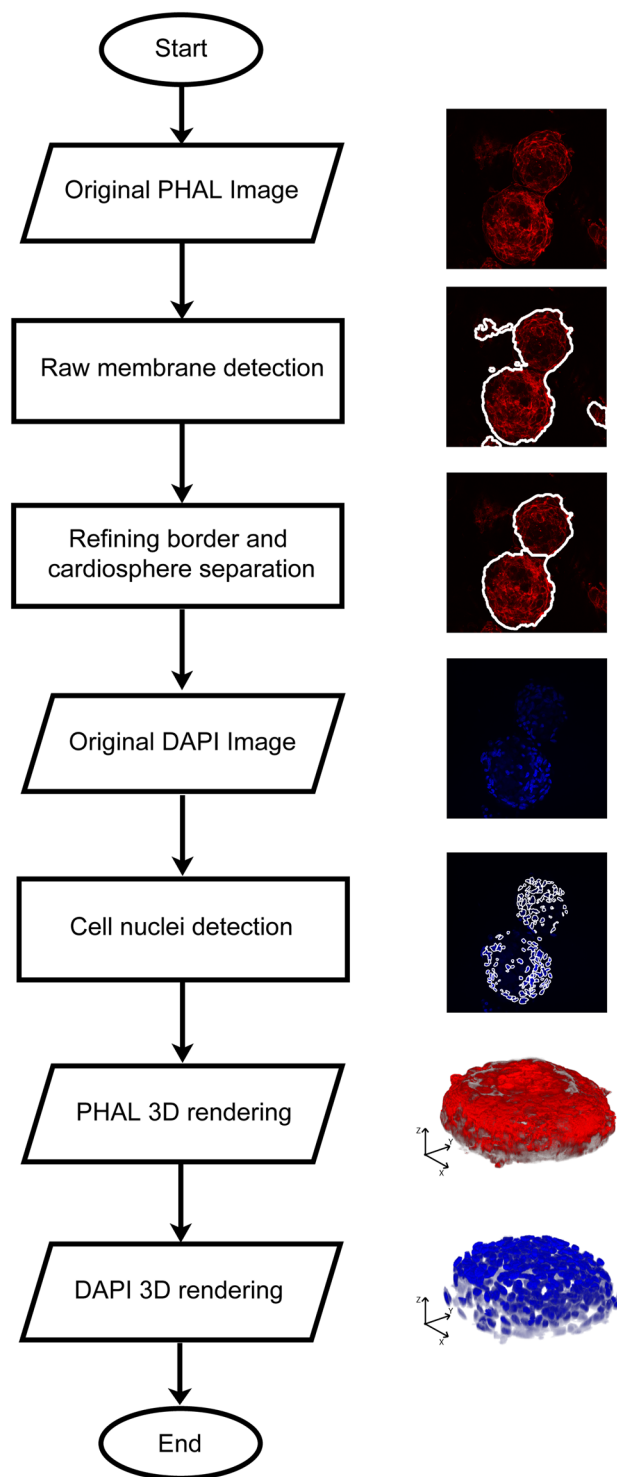 Start
Original PHAL Image
Raw membrane detection
Refining border and
cardiosphere separation
Original DAPI Image
Cell nuclei detection
PHAL 3D rendering
Z
Y
X
DAPI 3D rendering
Z
Y
X
End